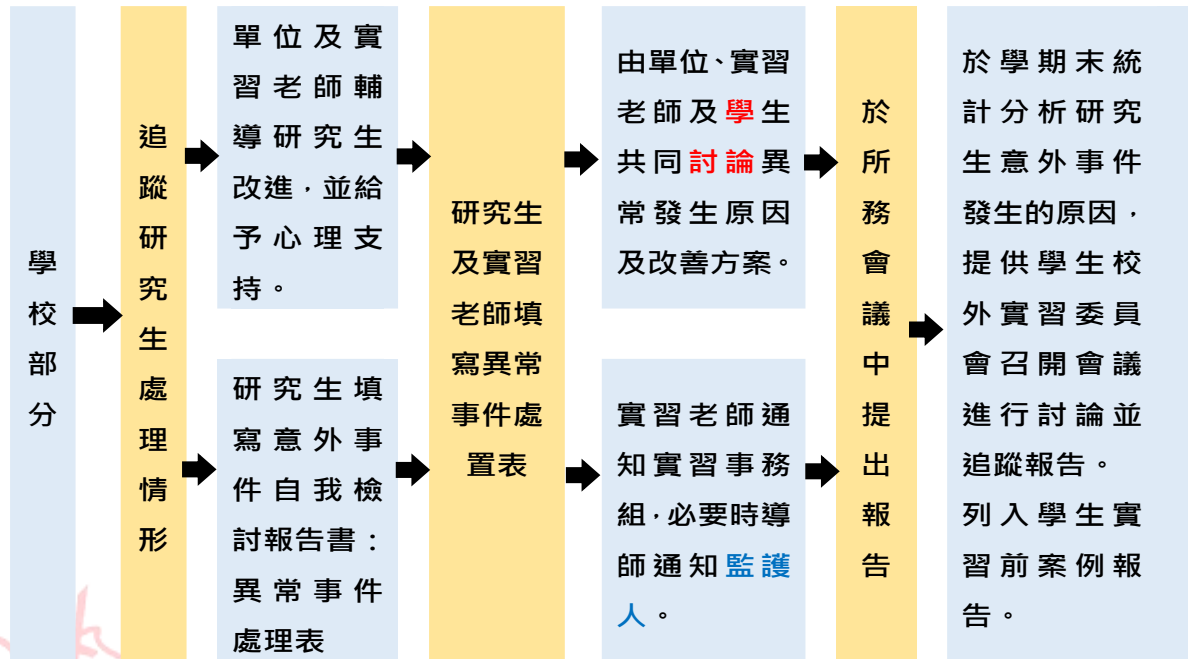 學
校
部
分
追
蹤
研
究
生
處
理
情
形
單位及實
習老師輔
導研究生
改進，並給
予心理支
持。
研究生填
寫意外事
件自我檢
討報告書：
異常事件
處理表
研究生
及實習
老師填
寫異常
事件處
置表
由單位、實習
老師及學生
共同討論異
常發生原因
及改善方案。
實習老師通
知實習事務
組，必要時導
師通知監護
人。
於
所
務
會
議
中
提
出
報
告
於學期末統
計分析研究
生意外事件
發生的原因，
提供學生校
外實習委員
會召開會議
進行討論並
追蹤報告。
列入學生實
習前案例報
告。